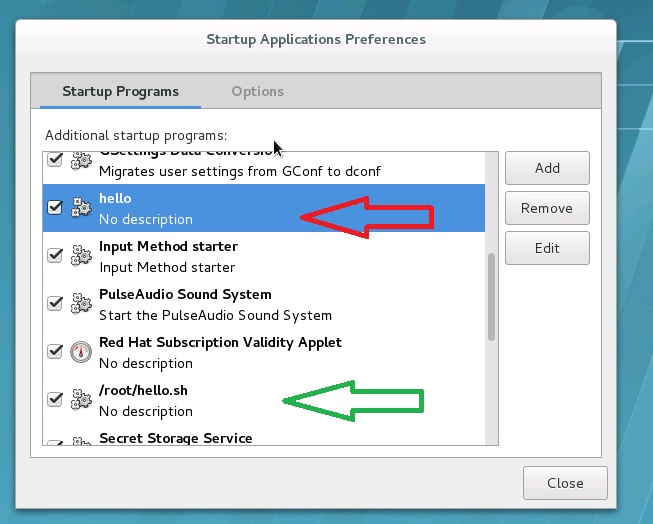 Startup Applications Preferences
Startup Programs
Options
Additional startup programs:
GSettings Data Conversion
Migrates user settings from GConf to dconf
hello
No description
Input Method starter
Input Method starter
PulseAudio Sound System
Start the PulseAudio Sound System
Red Hat Subscription Validity Applet
No description
/root/hello.sh
No description
Secret Storage Service
Add
Remove
Edit
Close